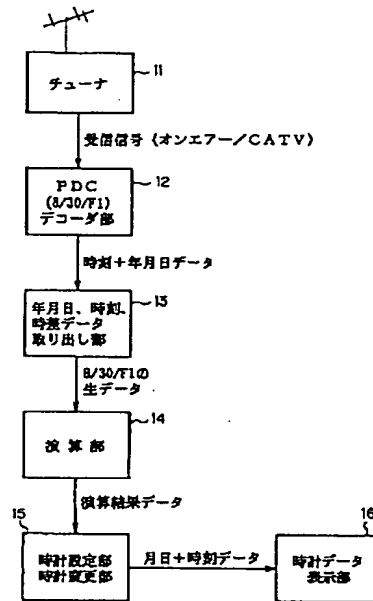 チューナ
11
受信信号（オンエアー／CATV）
PDC
(8/30/F1)
デコーダ部
12
時刻＋年月日データ
年月日、時刻、
時差データ
取り出し部
13
8/30/F1の
生データ
演算部
14
演算結果データ
15
時計設定部
時計変更部
月日＋時刻データ
16
時計データ
表示部